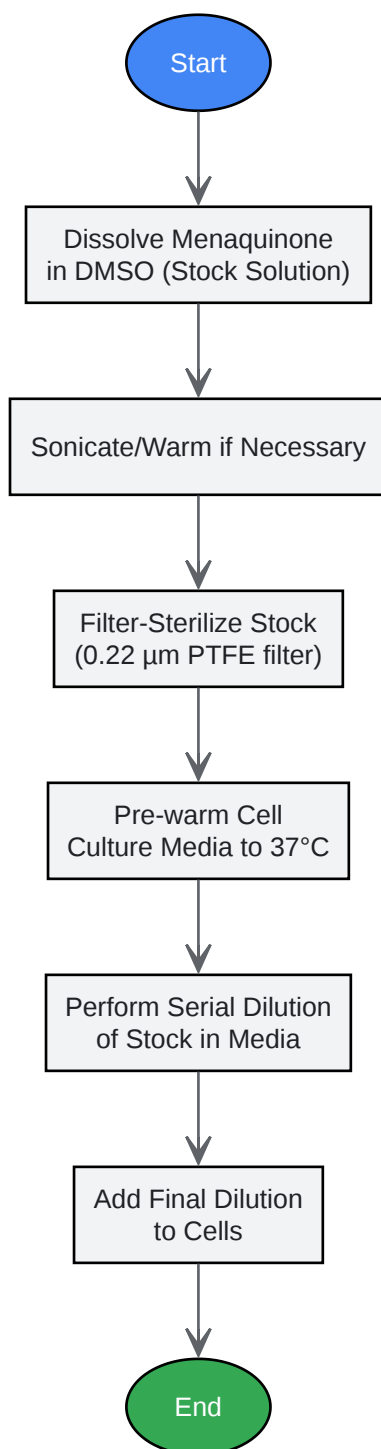 Start
Dissolve Menaquinone
in DMSO (Stock Solution)
Sonicate/Warm if Necessary
Filter-Sterilize Stock
(0.22 µm PTFE filter)
Pre-warm Cell
Culture Media to 37°C
Perform Serial Dilution
of Stock in Media
Add Final Dilution
to Cells
End